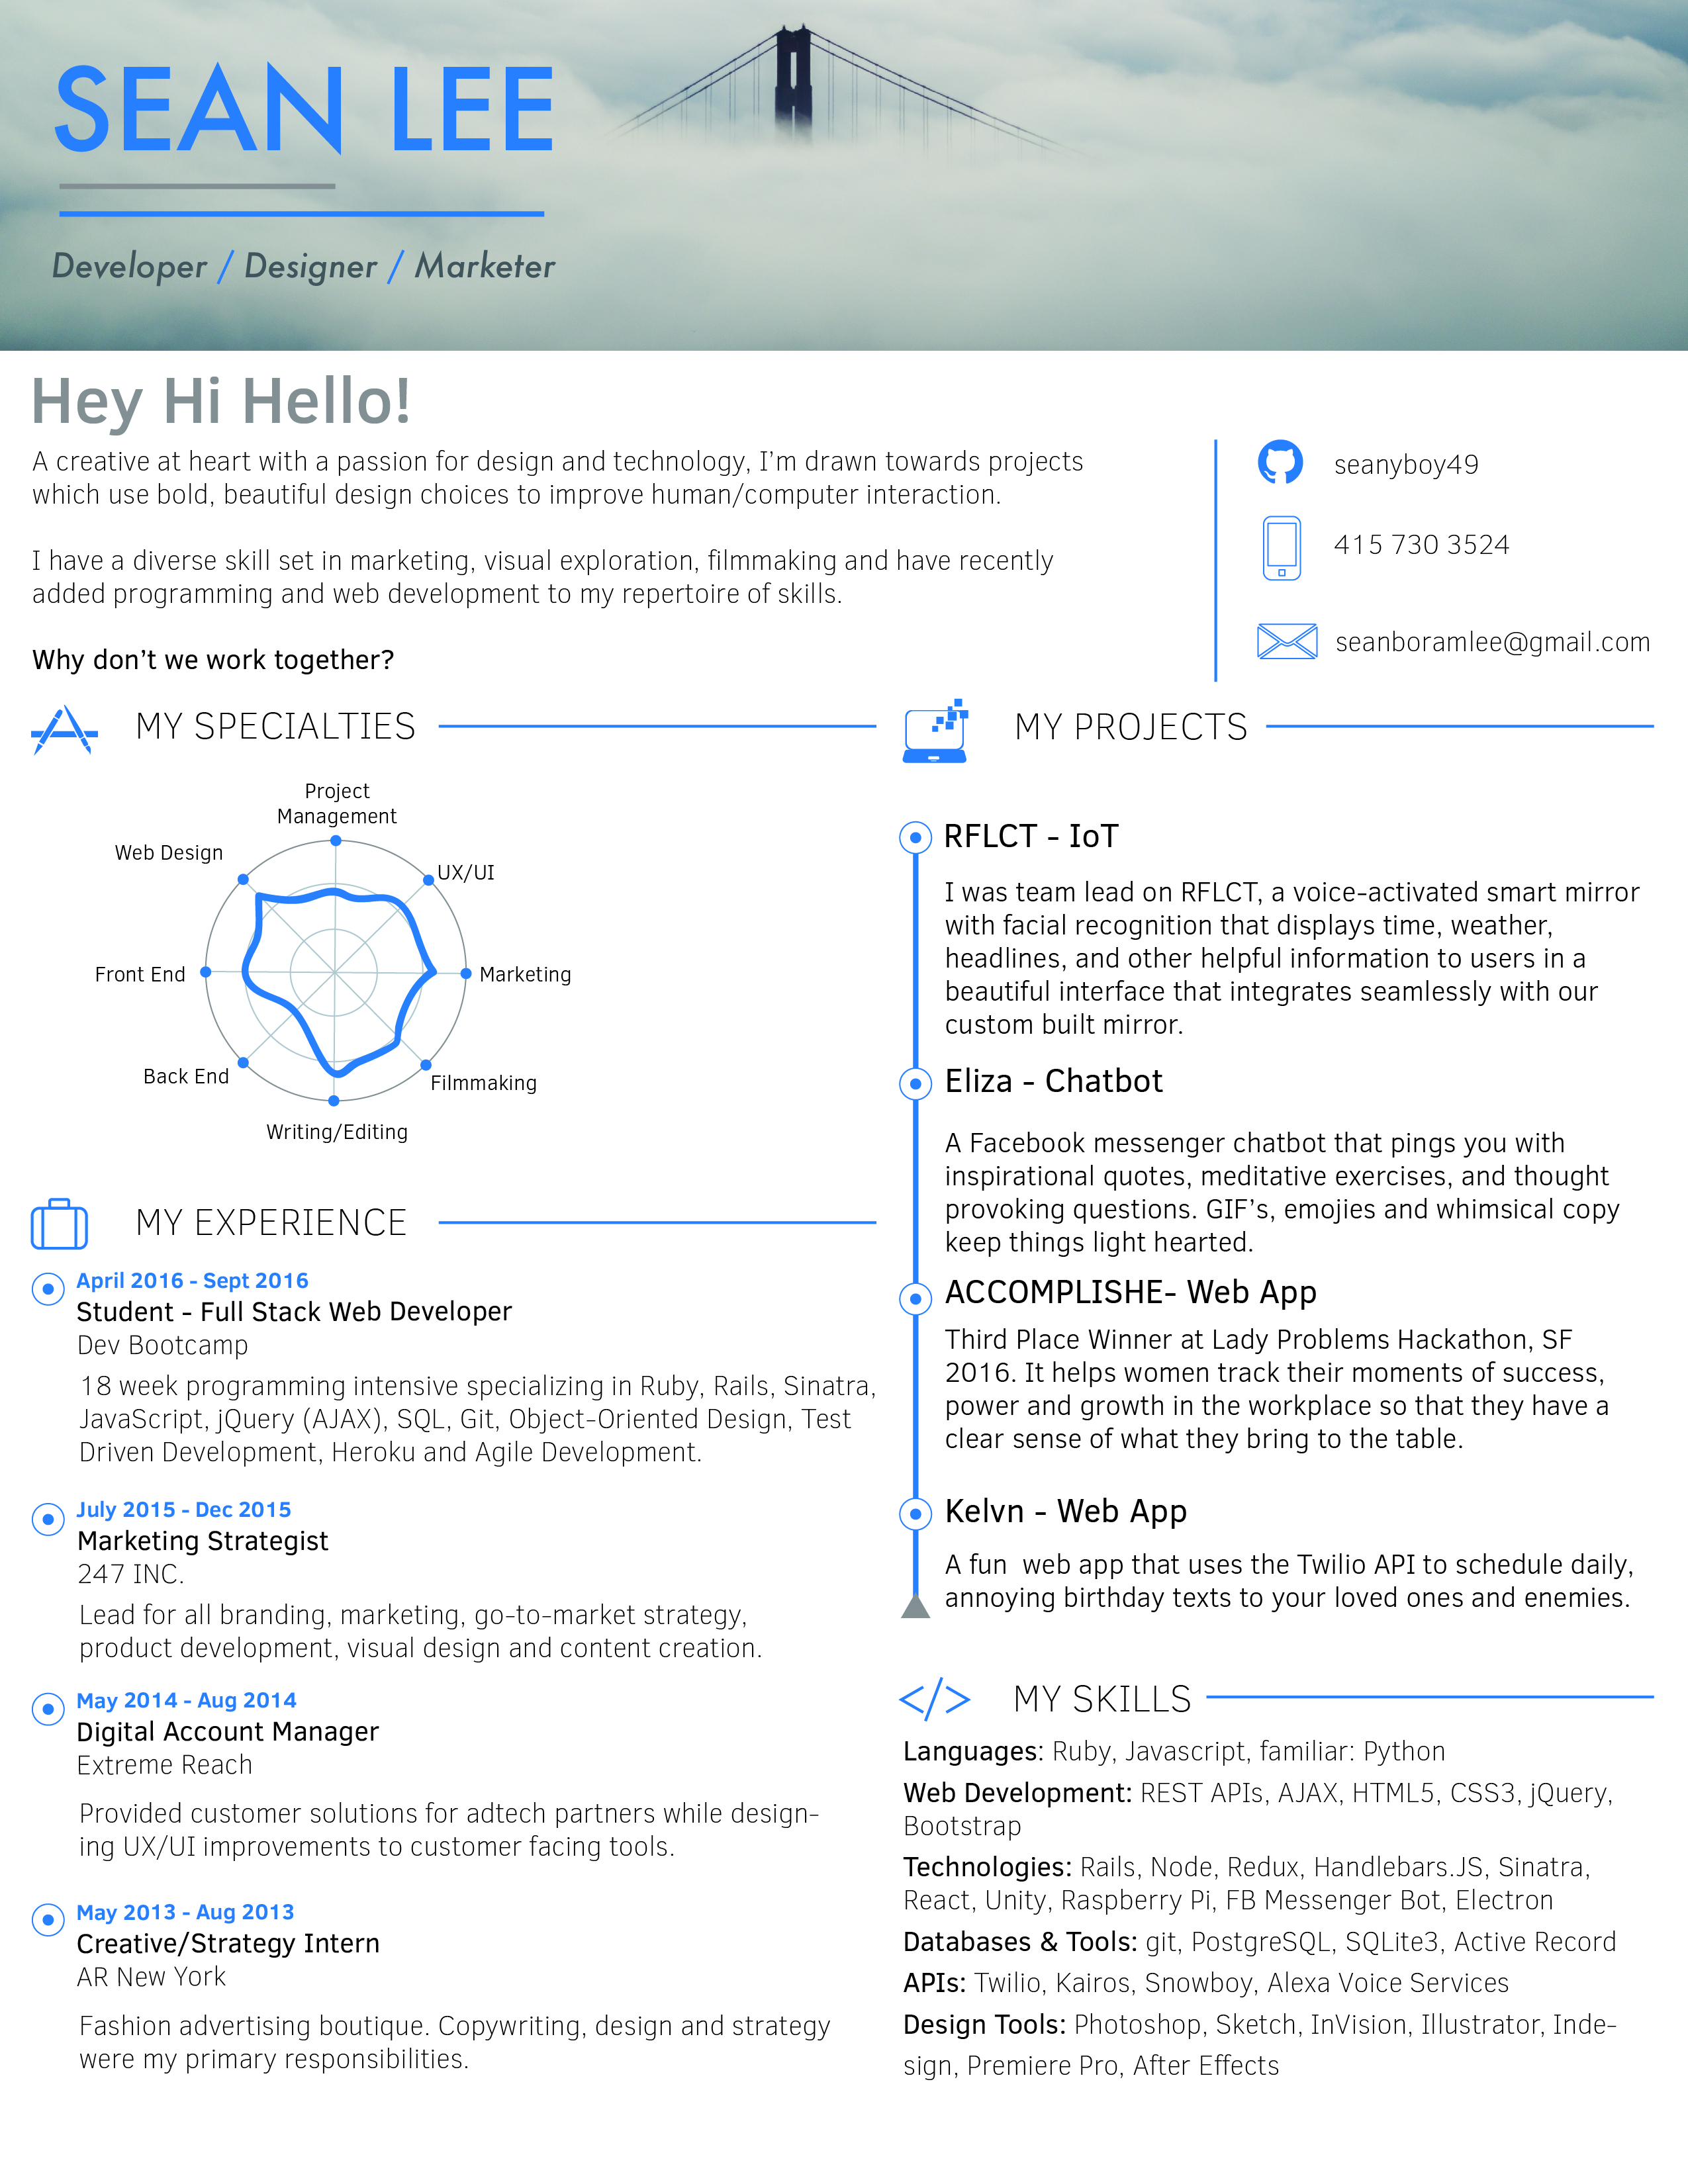 SEAN LEE
Developer / Designer / Marketer
Hey Hi Hello!
A creative at heart with a passion for design and technology, I'm drawn towards projects
which use bold, beautiful design choices to improve human/computer interaction.
I have a diverse skill set in marketing, visual exploration, filmmaking and have recently
added programming and web development to my repertoire of skills.
Why don't we work together?
seanyboy49
415 730 3524
seanboramlee@gmail.com
MY SPECIALTIES
Project
Management
Web Design
UX/UI
Front End
Marketing
Back End
Filmmaking
Writing/Editing
MY EXPERIENCE
April 2016 - Sept 2016
Student - Full Stack Web Developer
Dev Bootcamp
18 week programming intensive specializing in Ruby, Rails, Sinatra,
JavaScript, jQuery (AJAX), SQL, Git, Object-Oriented Design, Test
Driven Development, Heroku and Agile Development.
July 2015 - Dec 2015
Marketing Strategist
247 INC.
Lead for all branding, marketing, go-to-market strategy,
product development, visual design and content creation.
May 2014 - Aug 2014
Digital Account Manager
Extreme Reach
Provided customer solutions for adtech partners while design-
ing UX/UI improvements to customer facing tools.
May 2013 - Aug 2013
Creative/Strategy Intern
AR New York
Fashion advertising boutique. Copywriting, design and strategy
were my primary responsibilities.
MY PROJECTS
RFLCT - IoT
I was team lead on RFLCT, a voice-activated smart mirror
with facial recognition that displays time, weather,
headlines, and other helpful information to users in a
beautiful interface that integrates seamlessly with our
custom built mirror.
Eliza - Chatbot
A Facebook messenger chatbot that pings you with
inspirational quotes, meditative exercises, and thought
provoking questions. GIF's, emojies and whimsical copy
keep things light hearted.
ACCOMPLISHE- Web App
Third Place Winner at Lady Problems Hackathon, SF
2016. It helps women track their moments of success,
power and growth in the workplace so that they have a
clear sense of what they bring to the table.
Kelvn - Web App
A fun  web app that uses the Twilio API to schedule daily,
annoying birthday texts to your loved ones and enemies.
</> MY SKILLS
Languages: Ruby, Javascript, familiar: Python
Web Development: REST APIs, AJAX, HTML5, CSS3, jQuery,
Bootstrap
Technologies: Rails, Node, Redux, Handlebars.JS, Sinatra,
React, Unity, Raspberry Pi, FB Messenger Bot, Electron
Databases & Tools: git, PostgreSQL, SQLite3, Active Record
APIs: Twilio, Kairos, Snowboy, Alexa Voice Services
Design Tools: Photoshop, Sketch, InVision, Illustrator, Inde-
sign, Premiere Pro, After Effects